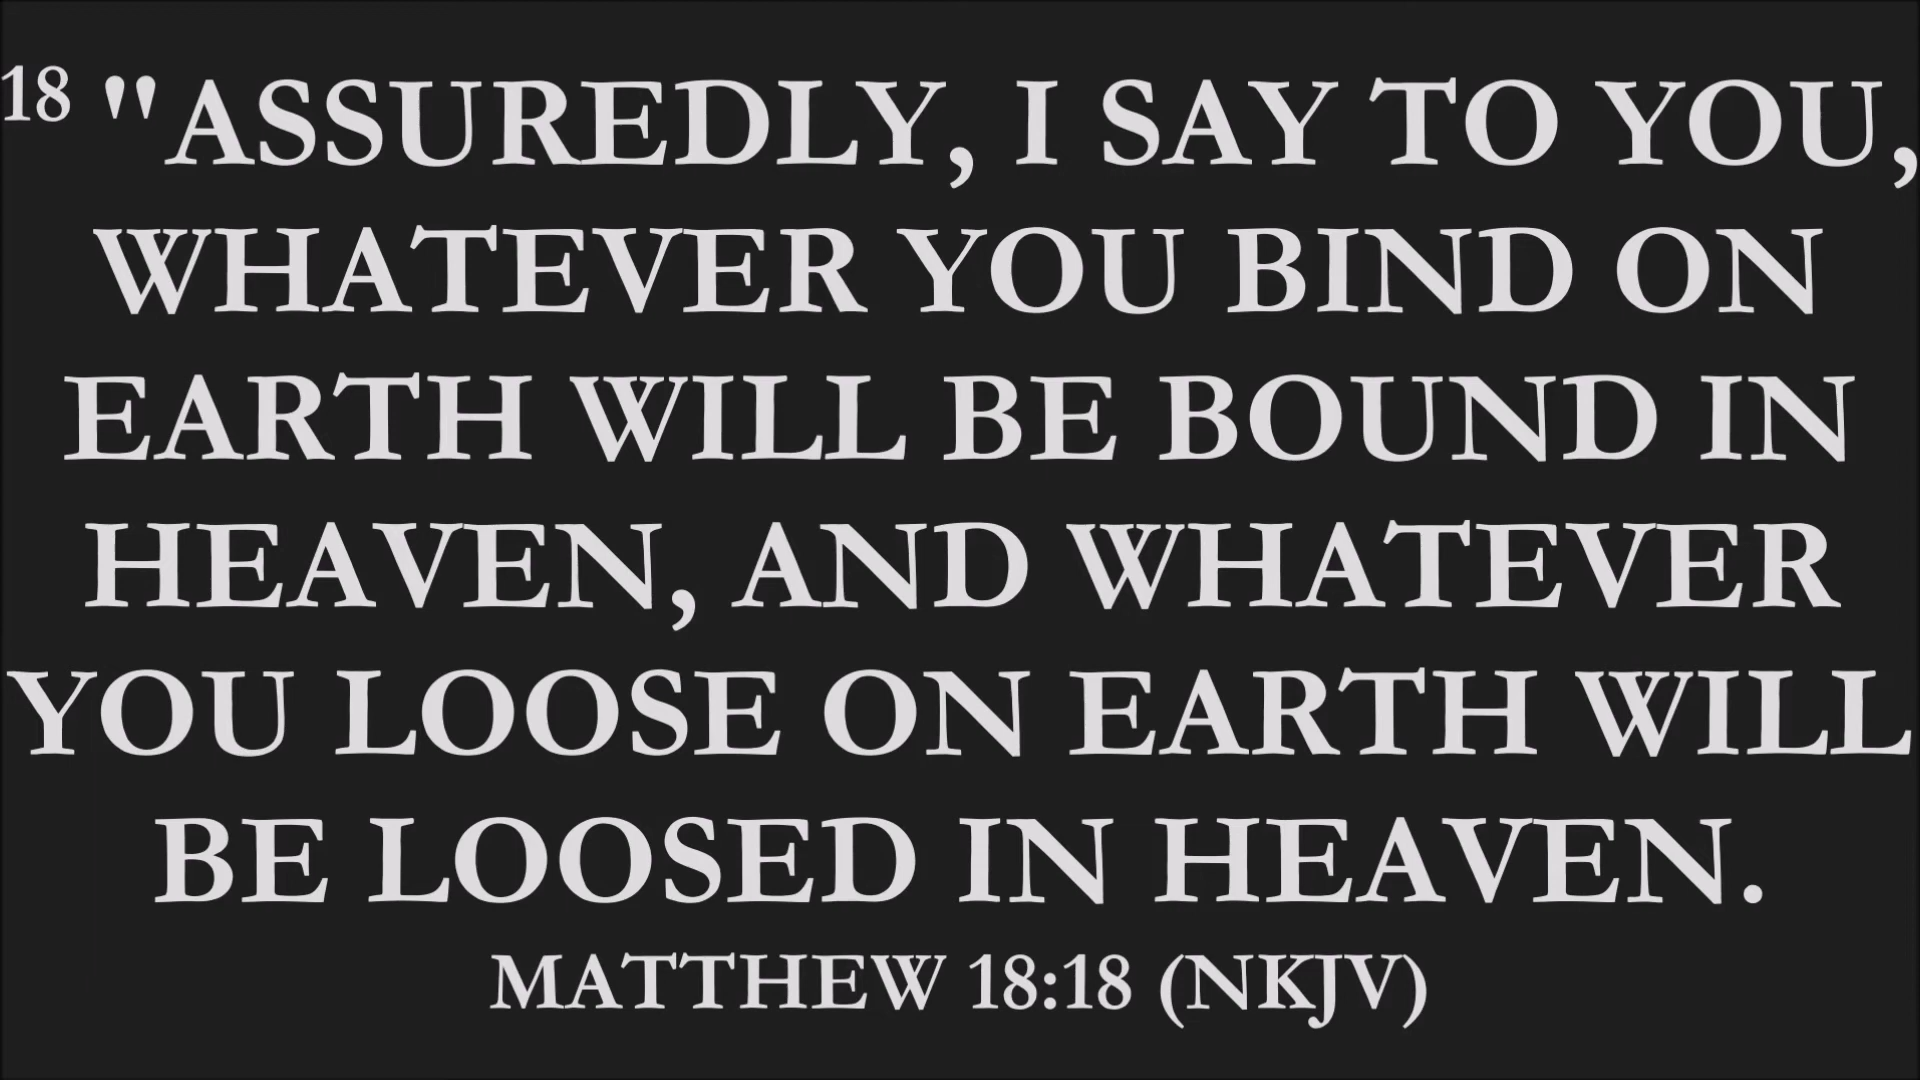 18 "ASSUREDLY, I SAY TO YOU,
WHATEVER YOU BIND ON
EARTH WILL BE BOUND IN
HEAVEN, AND WHATEVER
YOU LOOSE ON EARTH WILL
BE LOOSED IN HEAVEN.
MATTHEW 18:18 (NKJV)